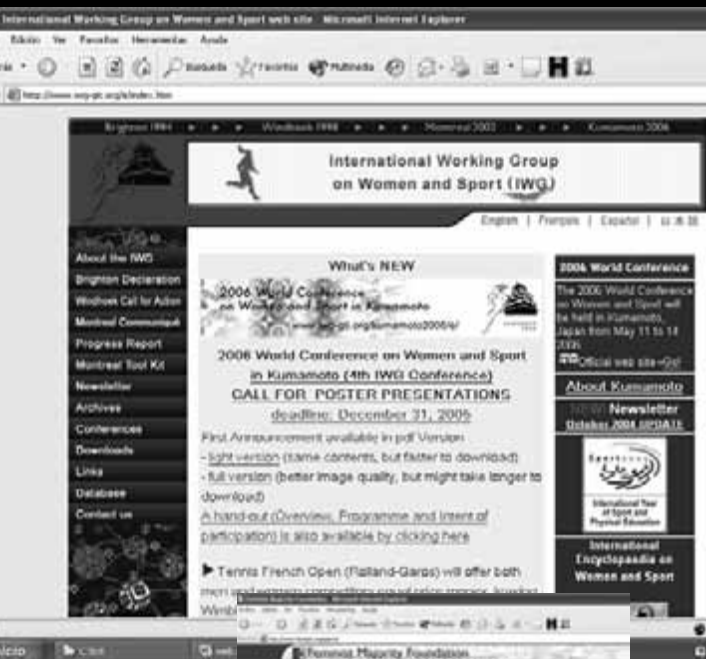 International Working Group on Women and Sport web site - Microsoft Internet Explorer
Edición Ver Favoritos Herramientas Ayuda
Búsqueda Favoritos Multimedia
Brighton 1994 Windhoek 1998 Montreal 2002 Kumamoto 2006
International Working Group
on Women and Sport (IWG)
English | Français | Español | 日本語
About the IWG
Brighton Declaration
Windhoek Call for Action
Montreal Communiqué
Progress Report
Montreal Tool Kit
Newsletter
Archives
Conferences
Downloads
Links
Database
Contact us
What's NEW
2006 World Conference
on Women and Sport in Kumamoto
2006 World Conference on Women and Sport
in Kumamoto (4th IWG Conference)
CALL FOR POSTER PRESENTATIONS
deadline: December 31, 2005
First Announcement available in pdf Version
- light version (same contents, but faster to download)
- full version (better image quality, but might take longer to
download)
A hand-out (Overview, Programme and Intent of
participation) is also available by clicking here
Tennis French Open (Rolland-Garos) will offer both
2006 World Conference
The 2006 World Conference
on Women and Sport will
be held in Kumamoto,
Japan from May 11 to 14
2006
Official web site→Go!
About Kumamoto
NEW Newsletter
October 2004 UPDATE
International Year
of Sport and
Physical Education
International
Encyclopaedia on
Women and Sport
Feminist Majority Foundation